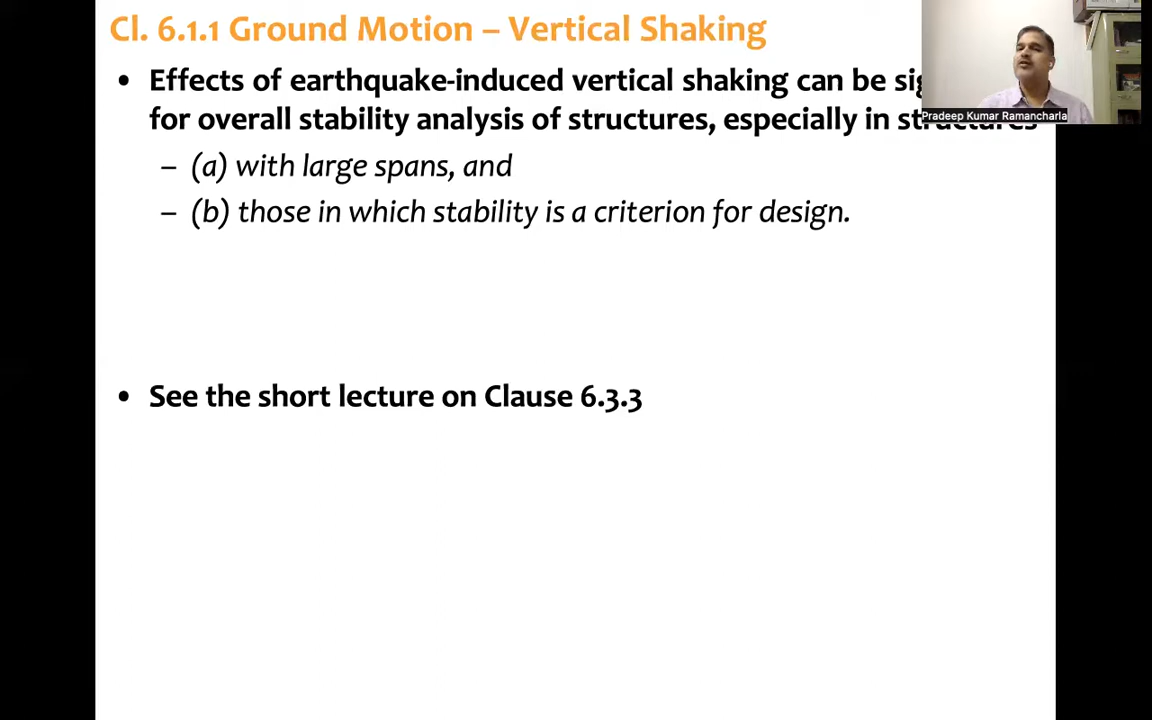 Cl. 6.1.1 Ground Motion – Vertical Shaking
• Effects of earthquake-induced vertical shaking can be
for overall stability analysis of structures, especially in structures
– (a) with large spans, and
– (b) those in which stability is a criterion for design.
• See the short lecture on Clause 6.3.3
Pradeep Kumar Ramancharla